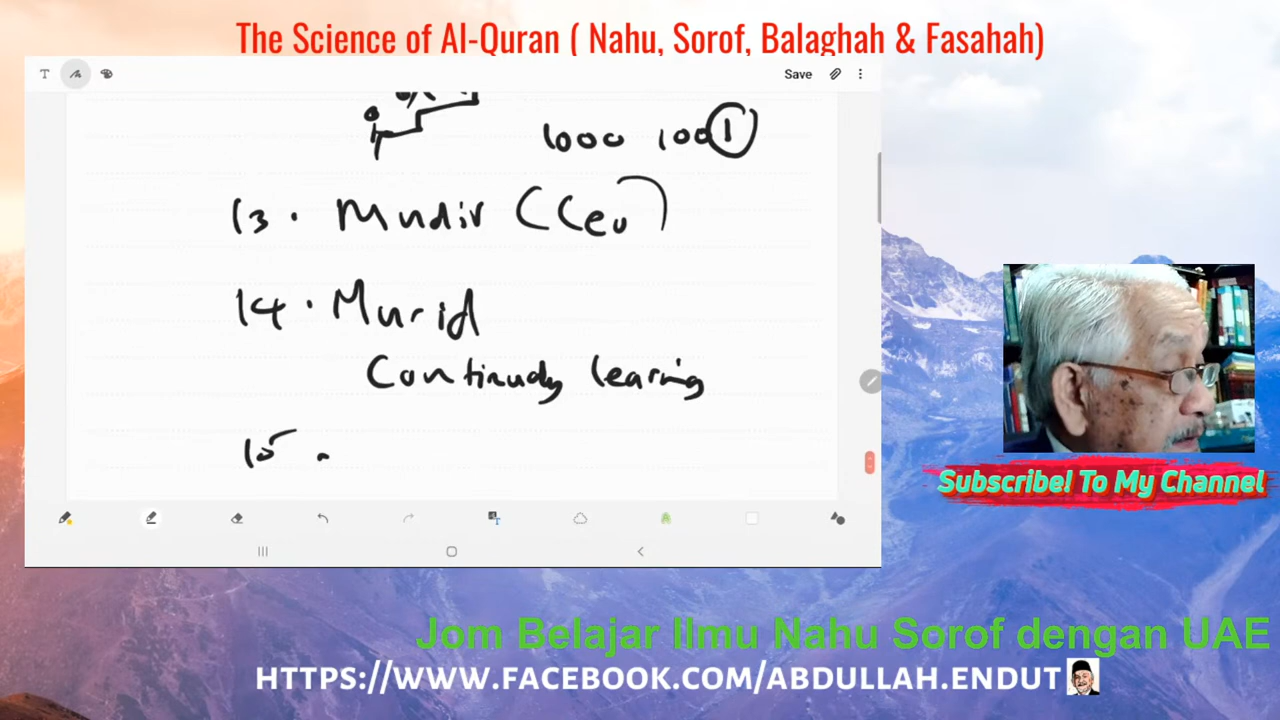 The Science of Al-Quran ( Nahu, Sorof, Balaghah & Fasahah)
T
Save
1000 1001
13. Mudir (Ceo)
14. Murid
Continudy learing
15.
Subscribe! To My Channel
Jom Belajar Ilmu Nahu Sorof dengan UAE
HTTPS://WWW.FACEBOOK.COM/ABDULLAH.ENDUT